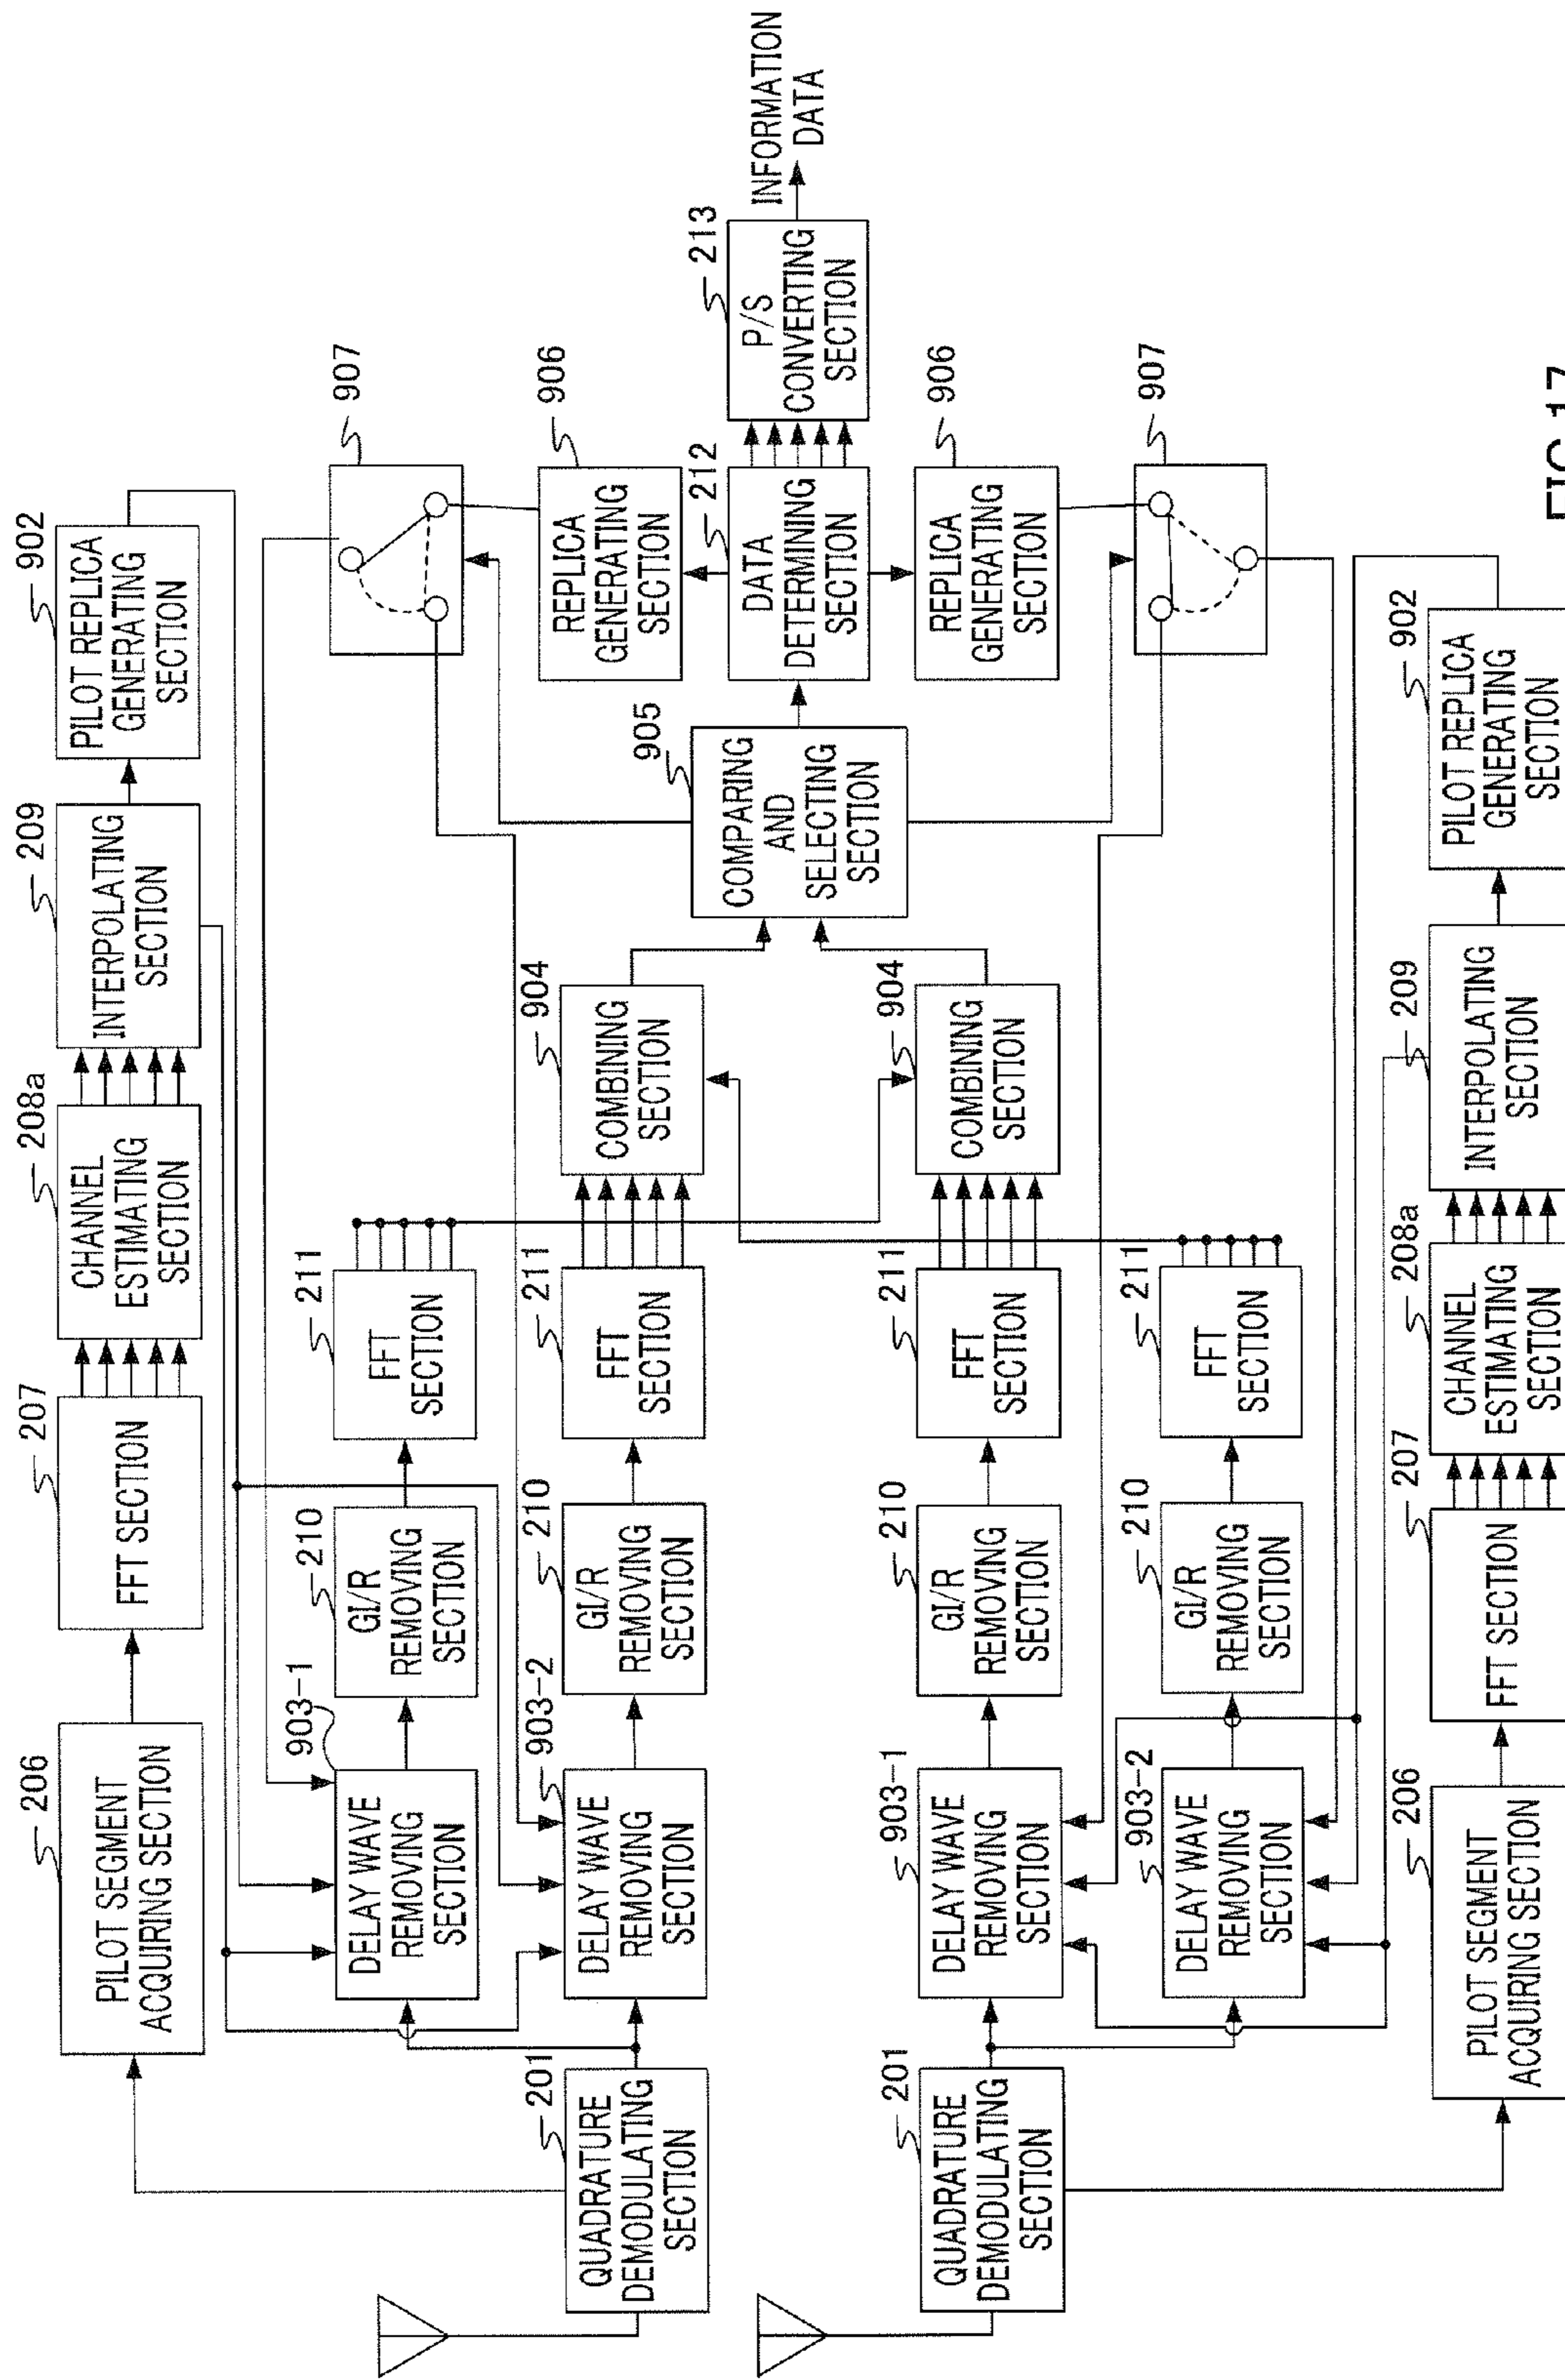 206
PILOT SEGMENT
ACQUIRING SECTION
207
FFT SECTION
208a
CHANNEL
ESTIMATING
SECTION
209
INTERPOLATING
SECTION
902
PILOT REPLICA
GENERATING
SECTION
903-1
DELAY WAVE
REMOVING
SECTION
210
GI/R
REMOVING
SECTION
211
FFT
SECTION
907
201
QUADRATURE
DEMODULATING
SECTION
903-2
DELAY WAVE
REMOVING
SECTION
210
GI/R
REMOVING
SECTION
211
FFT
SECTION
904
COMBINING
SECTION
906
REPLICA
GENERATING
SECTION
905
COMPARING
AND
SELECTING
SECTION
212
DATA
DETERMINING
SECTION
213
P/S
CONVERTING
SECTION
INFORMATION
DATA
201
QUADRATURE
DEMODULATING
SECTION
903-1
DELAY WAVE
REMOVING
SECTION
210
GI/R
REMOVING
SECTION
211
FFT
SECTION
904
COMBINING
SECTION
906
REPLICA
GENERATING
SECTION
903-2
DELAY WAVE
REMOVING
SECTION
210
GI/R
REMOVING
SECTION
211
FFT
SECTION
907
206
PILOT SEGMENT
ACQUIRING SECTION
207
FFT SECTION
208a
CHANNEL
ESTIMATING
SECTION
209
INTERPOLATING
SECTION
902
PILOT REPLICA
GENERATING
SECTION
FIG.17